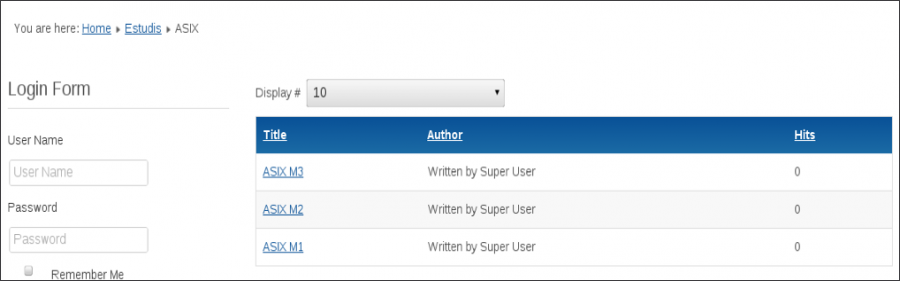 You are here: Home Estudis ASIX
Login Form
User Name
User Name
Password
Password
Remember Me
Display # 10
Title Author Hits
ASIX M3 Written by Super User 0
ASIX M2 Written by Super User 0
ASIX M1 Written by Super User 0